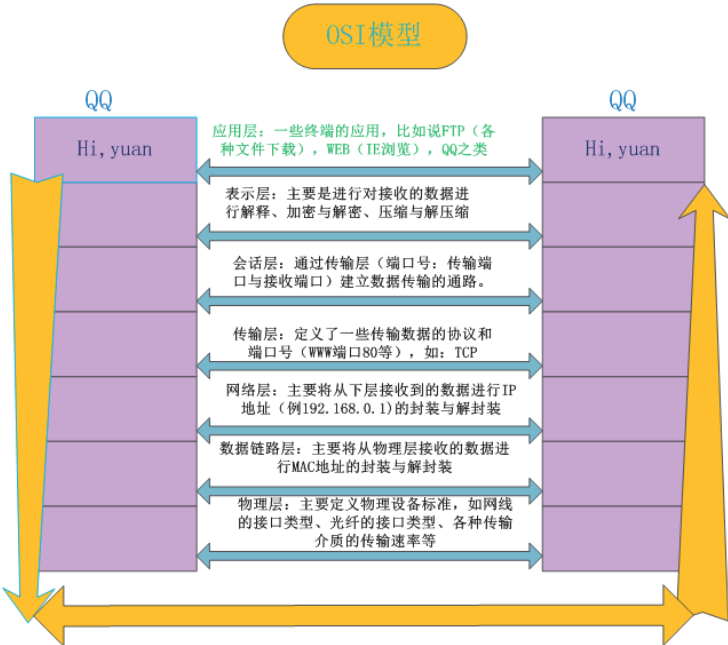 OSI模型
QQ
QQ
Hi,yuan
应用层：一些终端的应用，比如说FTP（各
种文件下载），WEB（IE浏览），QQ之类
Hi,yuan
表示层：主要是进行对接收的数据进
行解释、加密与解密、压缩与解压缩
会话层：通过传输层（端口号：传输端
口与接收端口）建立数据传输的通路。
传输层：定义了一些传输数据的协议和
端口号（WWW端口80等），如：TCP
网络层：主要将从下层接收到的数据进行IP
地址（例192.168.0.1)的封装与解封装
数据链路层：主要将从物理层接收的数据进
行MAC地址的封装与解封装
物理层：主要定义物理设备标准，如网线
的接口类型、光纤的接口类型、各种传输
介质的传输速率等